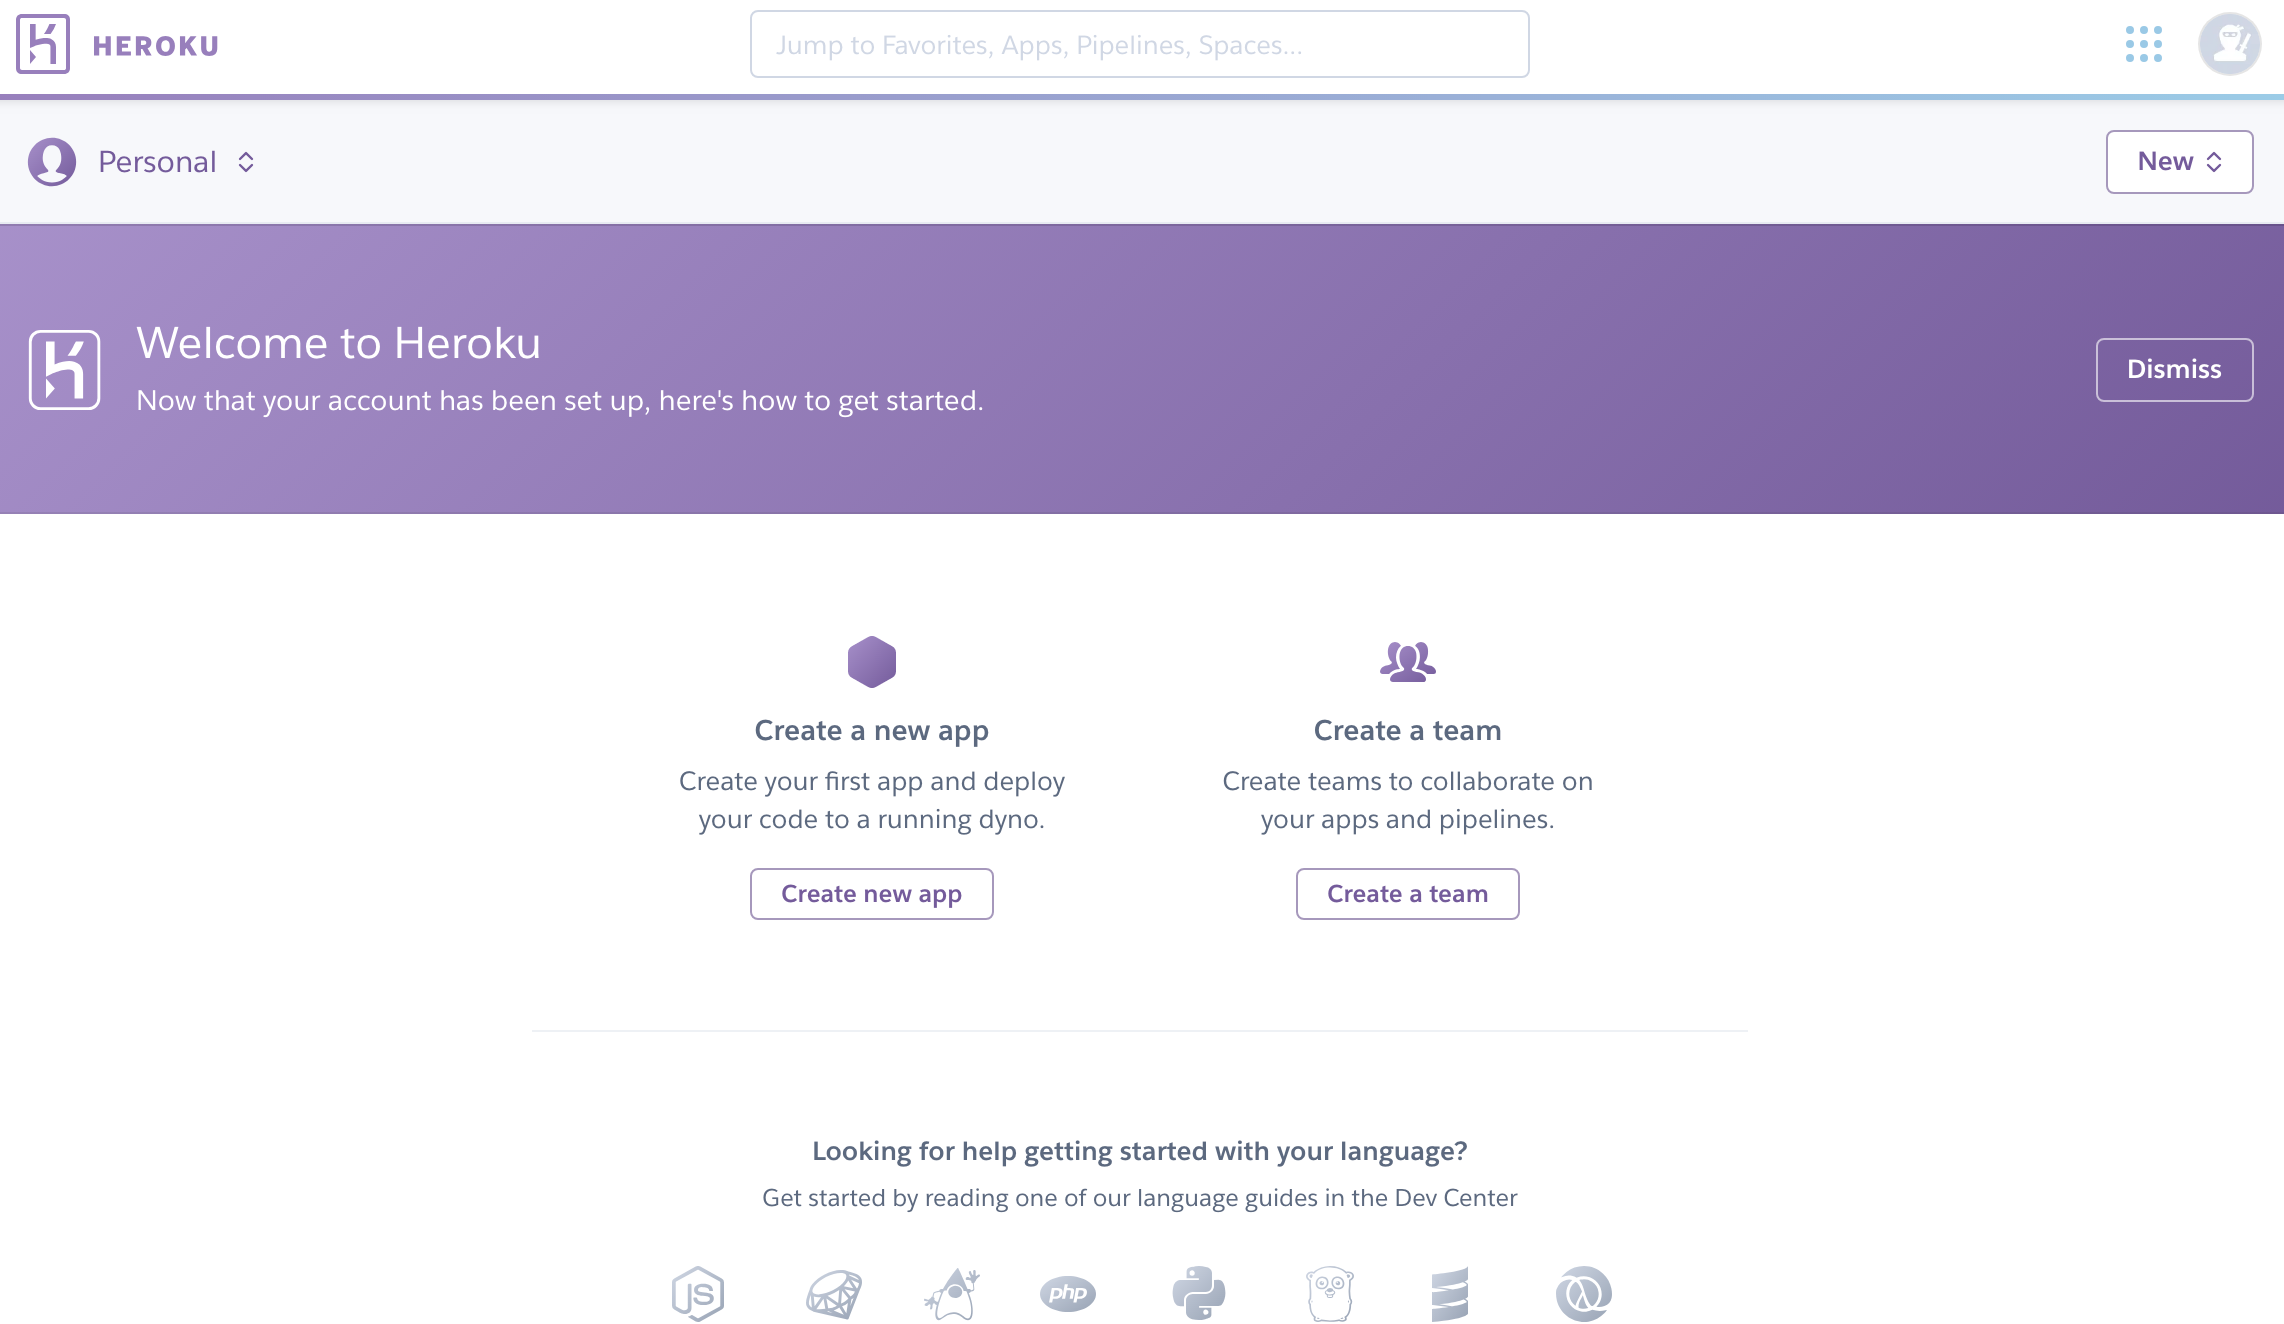 HEROKU
Jump to Favorites, Apps, Pipelines, Spaces...
Personal
New
Welcome to Heroku
Now that your account has been set up, here's how to get started.
Dismiss
Create a new app
Create your first app and deploy
your code to a running dyno.
Create new app
Create a team
Create teams to collaborate on
your apps and pipelines.
Create a team
Looking for help getting started with your language?
Get started by reading one of our language guides in the Dev Center
JS
php